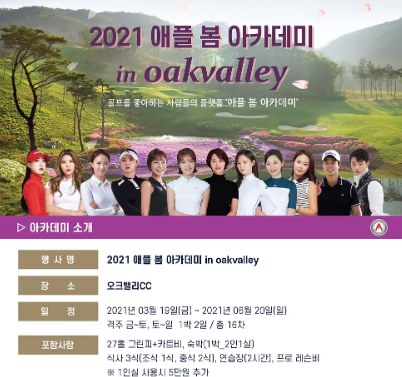 2021 애플 봄 아카데미
in oakvalley
골프를 좋아하는 사람들의 플랫폼 '애플 봄 아카데미'
▷ 아카데미 소개
행 사 명
2021 애플 봄 아카데미 in oakvalley
장 소
오크밸리CC
일 정
2021년 03월 19일(금) ~ 2021년 06월 20일(일)
격주 금~토, 토~일 1박 2일 / 총 16차
포함사항
27홀 그린피+카트비, 숙박(1박_2인1실)
식사 3식(조식 1식, 중식 2식), 연습장(2시간), 프로 레슨비
※ 1인실 사용시 5만원 추가